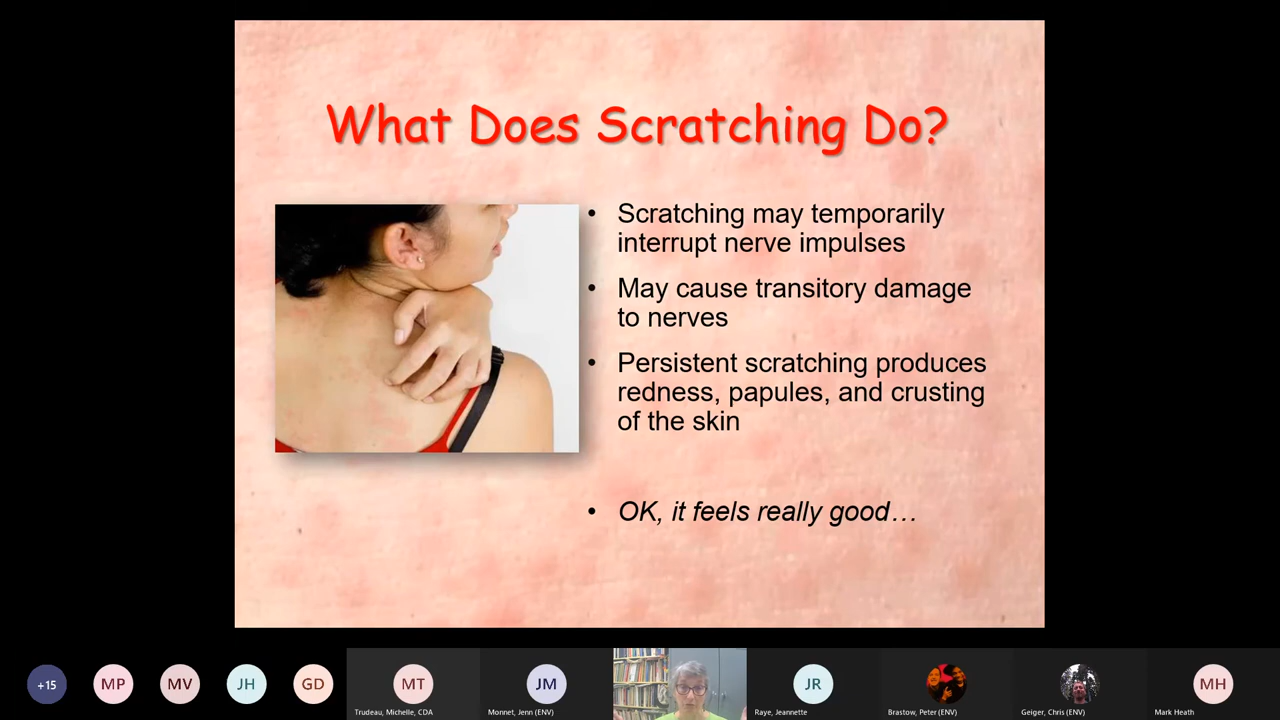 What Does Scratching Do?
• Scratching may temporarily
interrupt nerve impulses
• May cause transitory damage
to nerves
• Persistent scratching produces
redness, papules, and crusting
of the skin
• OK, it feels really good…
+15
MP
MV
JH
GD
MT
Trudeau, Michelle, CDA
JM
Monnet, Jenn (ENV)
JR
Raye, Jeannette
Brastow, Peter (ENV)
Geiger, Chris (ENV)
MH
Mark Heath